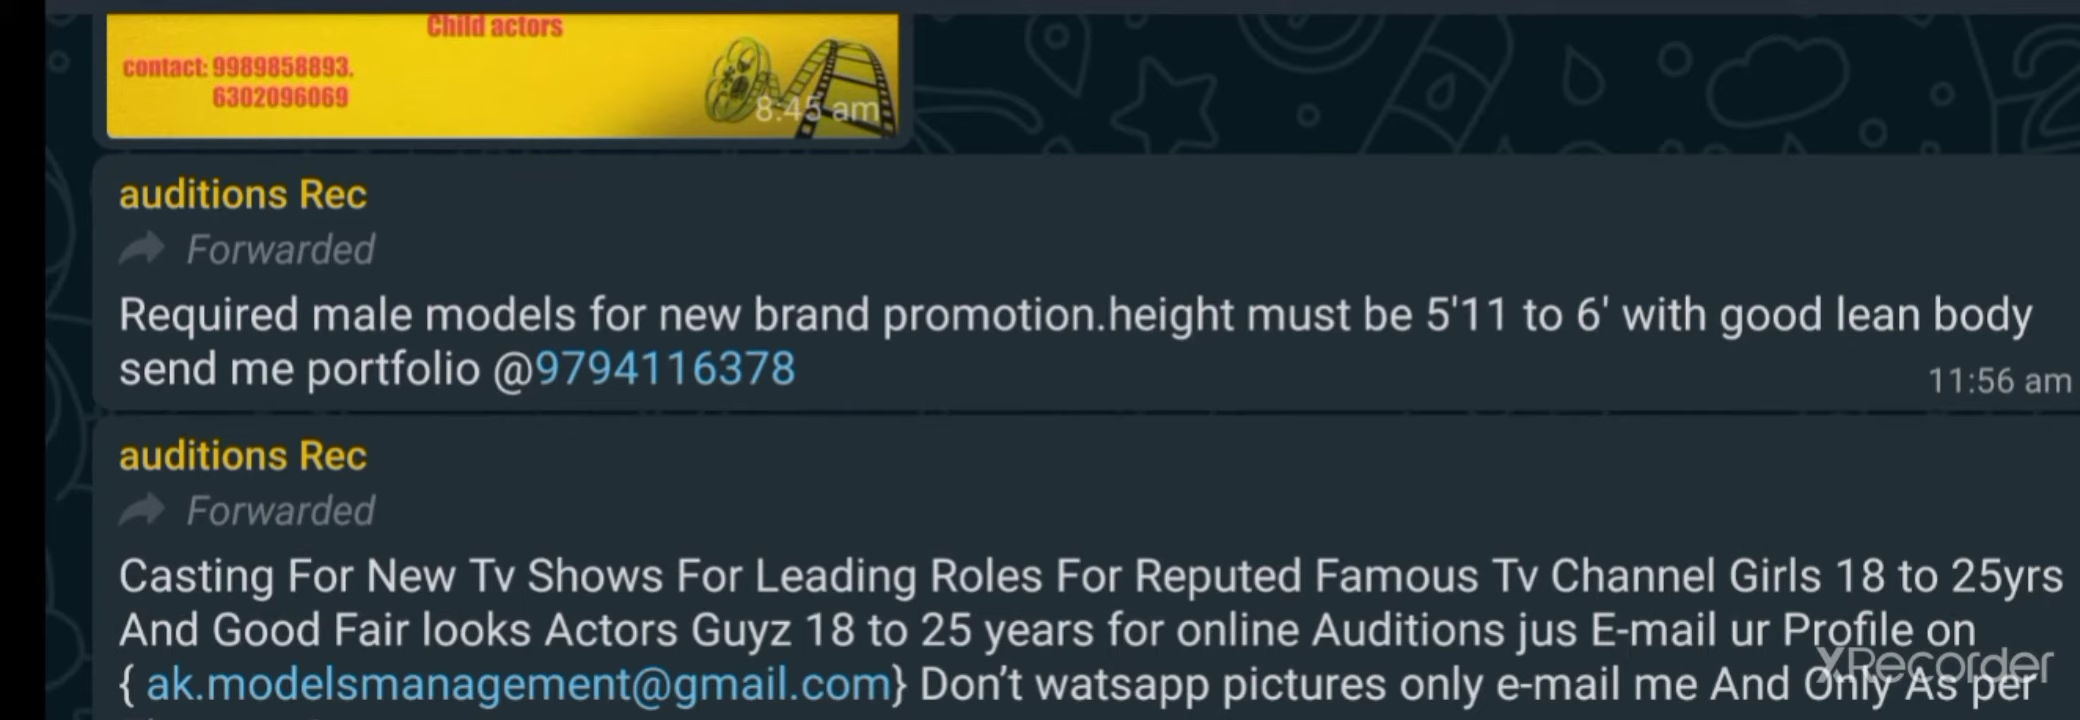 Child actors
contact: 9989858893.
6302096069
8:45 am
auditions Rec
Forwarded
Required male models for new brand promotion.height must be 5'11 to 6' with good lean body
send me portfolio @9794116378
11:56 am
auditions Rec
Forwarded
Casting For New Tv Shows For Leading Roles For Reputed Famous Tv Channel Girls 18 to 25yrs
And Good Fair looks Actors Guyz 18 to 25 years for online Auditions jus E-mail ur Profile on
{ ak.modelsmanagement@gmail.com} Don't watsapp pictures only e-mail me And Only As per
XRecorder